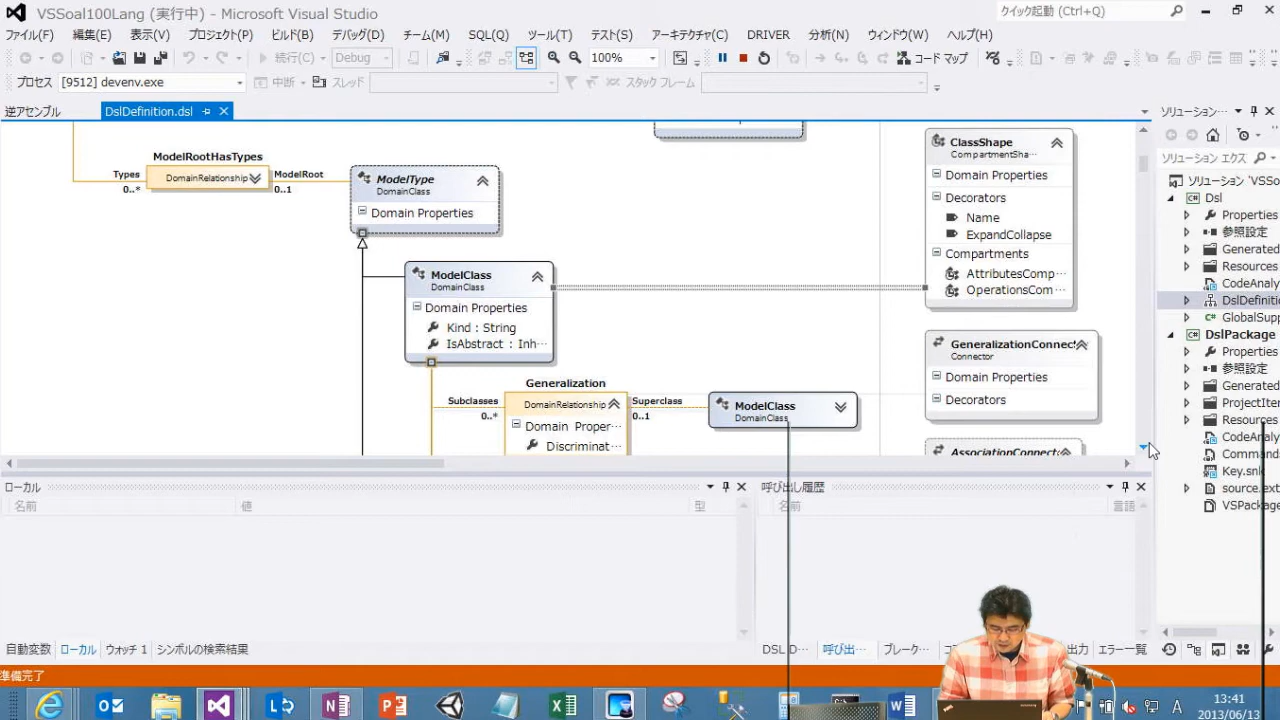 VSSoal100Lang (実行中) - Microsoft Visual Studio
クイック起動 (Ctrl+Q)
ファイル(F) 編集(E) 表示(V) プロジェクト(P) ビルド(B) デバッグ(D) チーム(M) SQL(Q) ツール(T) テスト(S) アーキテクチャ(C) DRIVER 分析(N) ウィンドウ(W) ヘルプ(H)
続行(C) Debug 100% コード マップ
プロセス [9512] devenv.exe 中断 スレッド スタック フレーム
逆アセンブル DslDefinition.dsl
ソリューション…
ModelRootHasTypes
Types
DomainRelationship
ModelRoot
0..*
0..1
ModelType
DomainClass
Domain Properties
ModelClass
DomainClass
Domain Properties
Kind : String
IsAbstract : Inh…
Generalization
Subclasses
DomainRelationship
Superclass
0..*
0..1
Domain Proper…
Discriminat…
ModelClass
DomainClass
ClassShape
CompartmentSha…
Domain Properties
Decorators
Name
ExpandCollapse
Compartments
AttributesComp…
OperationsCom…
GeneralizationConnect
Connector
Domain Properties
Decorators
AssociationConnect
ソリューション エクス
ソリューション 'VSSo
Dsl
Properties
参照設定
Generated
Resources
CodeAnaly
DslDefiniti
GlobalSup
DslPackage
Properties
参照設定
Generated
ProjectIter
Resources
CodeAnaly
Command
Key.snk
source.ext
VSPackag
ローカル
名前 値 型
呼び出し履歴
名前 言語
自動変数 ローカル ウォッチ 1 シンボルの検索結果
DSL D… 呼び出… ブレーク… 出力 エラー一覧
準備完了
A
13:41
2013/06/13